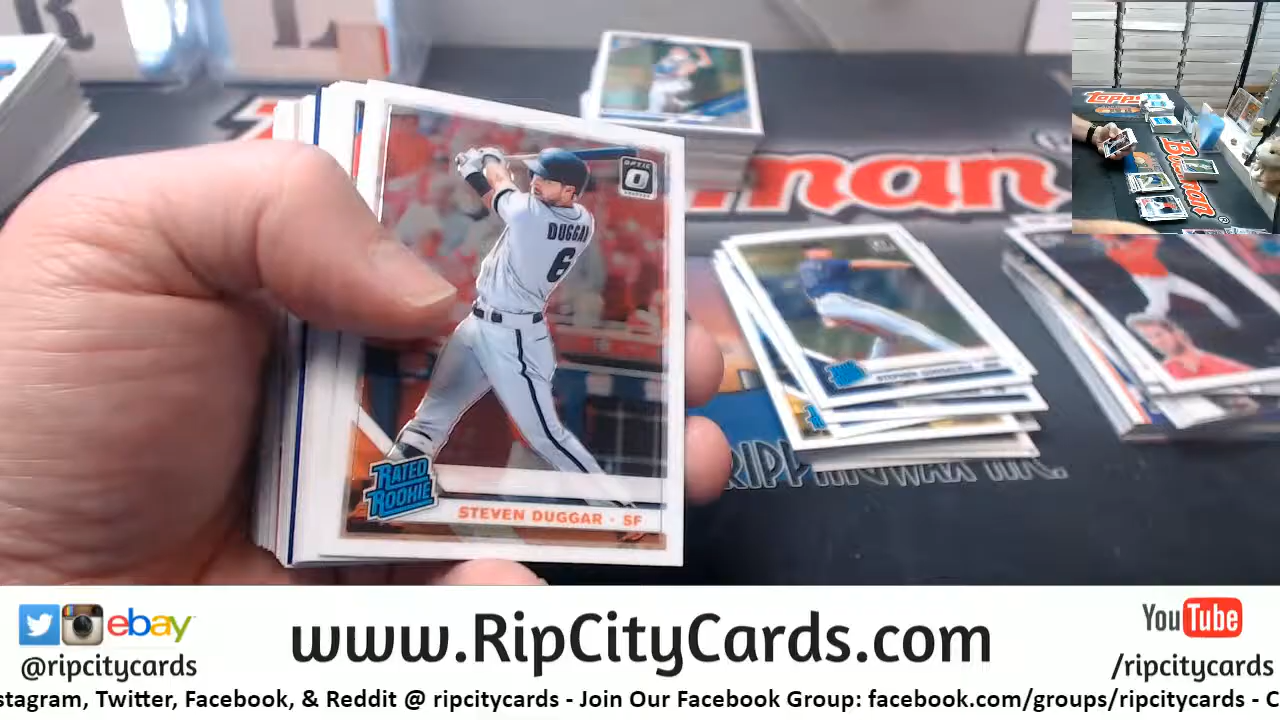 OPTIC
DUGGAR
6
RATED
ROOKIE
STEVEN DUGGAR · SF
www.RipCityCards.com
ebay
@ripcitycards
YouTube
/ripcitycards
stagram, Twitter, Facebook, & Reddit @ ripcitycards - Join Our Facebook Group: facebook.com/groups/ripcitycards - C
topps
Bowman